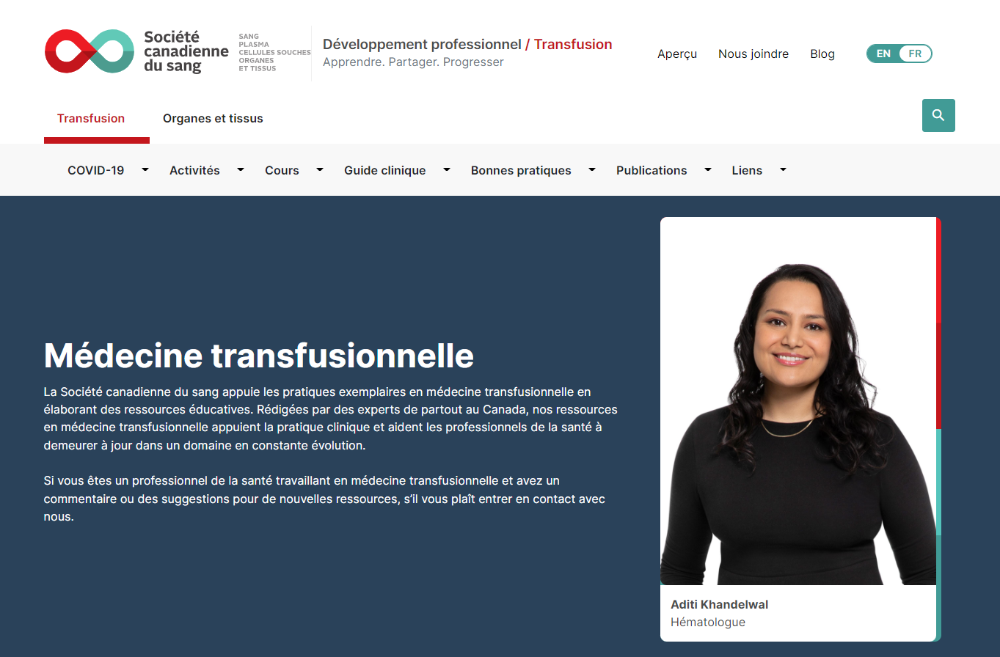 Société
canadienne
du sang
SANG
PLASMA
CELLULES SOUCHES
ORGANES
ET TISSUS
Développement professionnel / Transfusion
Apprendre. Partager. Progresser
Aperçu
Nous joindre
Blog
EN FR
Transfusion
Organes et tissus
COVID-19
Activités
Cours
Guide clinique
Bonnes pratiques
Publications
Liens
Médecine transfusionnelle
La Société canadienne du sang appuie les pratiques exemplaires en médecine transfusionnelle en
élaborant des ressources éducatives. Rédigées par des experts de partout au Canada, nos ressources
en médecine transfusionnelle appuient la pratique clinique et aident les professionnels de la santé à
demeurer à jour dans un domaine en constante évolution.
Si vous êtes un professionnel de la santé travaillant en médecine transfusionnelle et avez un
commentaire ou des suggestions pour de nouvelles ressources, s’il vous plaît entrer en contact avec
nous.
Aditi Khandelwal
Hématologue